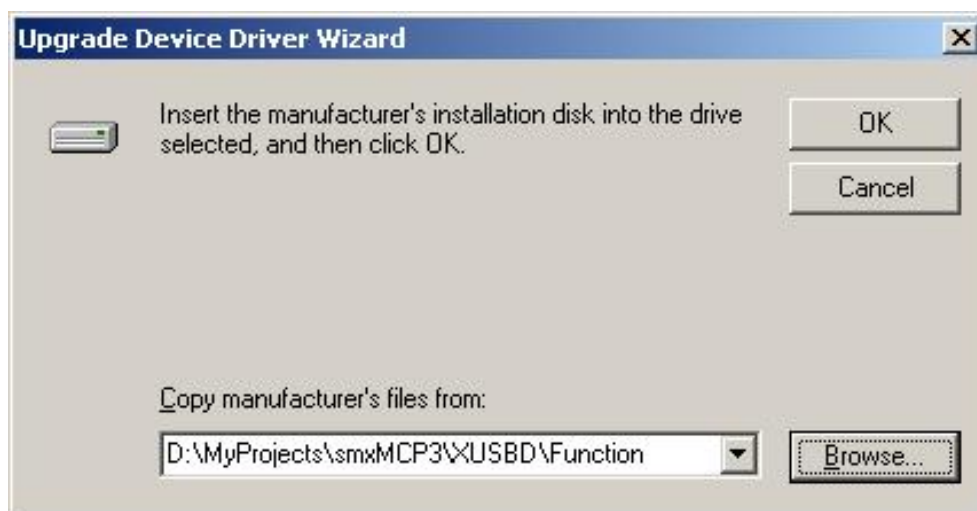 Upgrade Device Driver Wizard
Insert the manufacturer's installation disk into the drive
selected, and then click OK.
OK
Cancel
Copy manufacturer's files from:
D:\MyProjects\smxMCP3\XUSBD\Function
Browse...